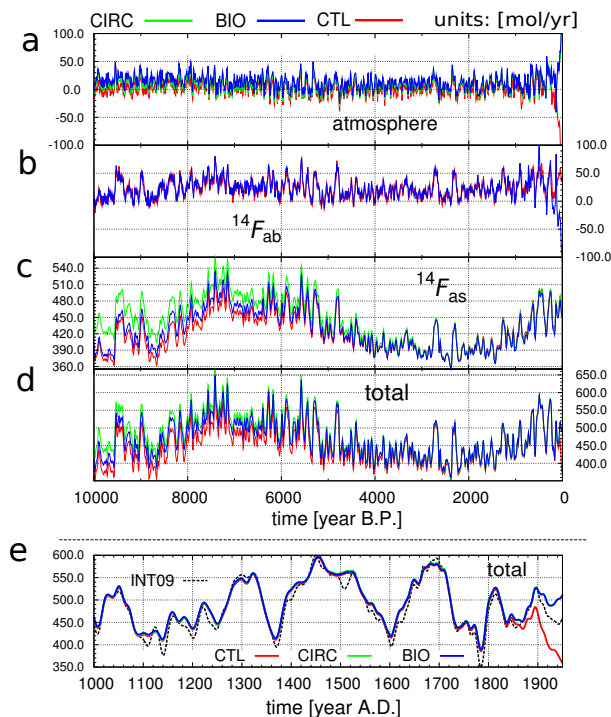 CIRC BIO CTL units: [mol/yr]
a
100.0
50.0
0.0
-50.0
-100.0
atmosphere
b
100.0
50.0
0.0
-50.0
-100.0
14Fab
c
540.0
510.0
480.0
450.0
420.0
390.0
360.0
14Fas
d
total
650.0
600.0
550.0
500.0
450.0
400.0
10000 8000 6000 4000 2000 0
time [year B.P.]
e
600.0
550.0
500.0
450.0
400.0
350.0
INT09
total
CTL CIRC BIO
1000 1100 1200 1300 1400 1500 1600 1700 1800 1900
time [year A.D.]